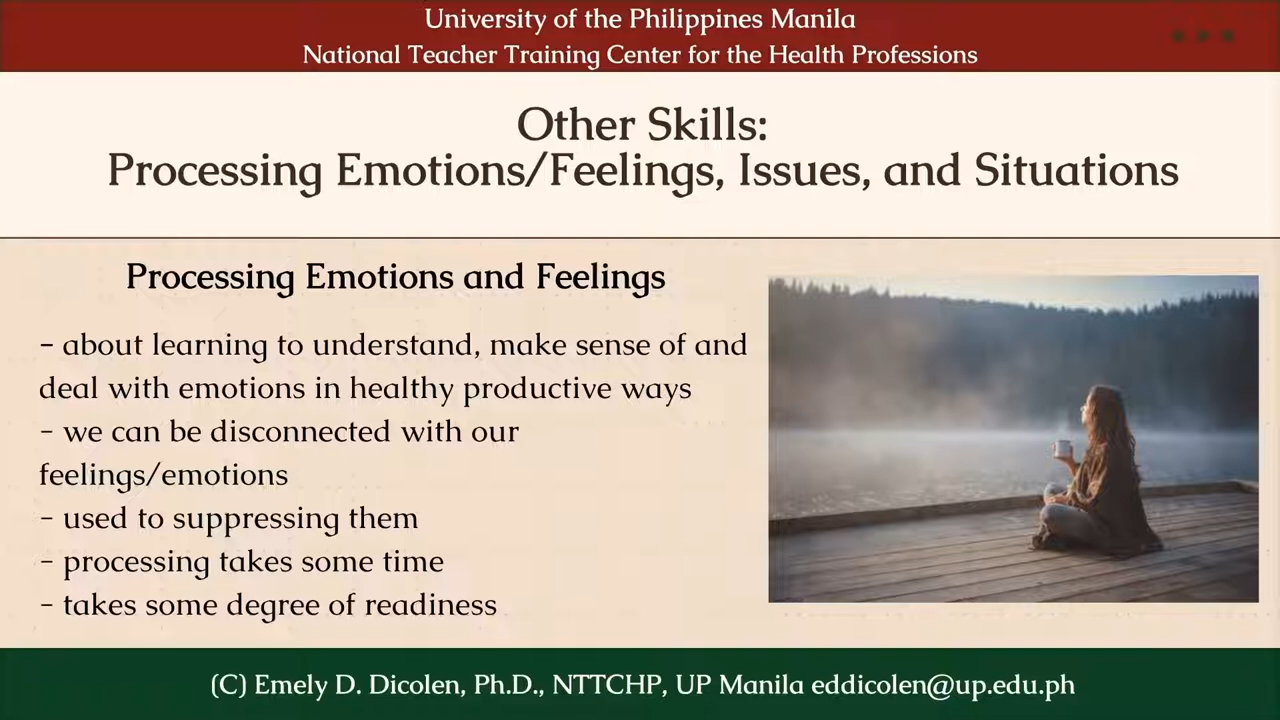 University of the Philippines Manila
National Teacher Training Center for the Health Professions
Other Skills:
Processing Emotions/Feelings, Issues, and Situations
Processing Emotions and Feelings
- about learning to understand, make sense of and
deal with emotions in healthy productive ways
- we can be disconnected with our
feelings/emotions
- used to suppressing them
- processing takes some time
- takes some degree of readiness
(C) Emely D. Dicolen, Ph.D., NTTCHP, UP Manila eddicolen@up.edu.ph